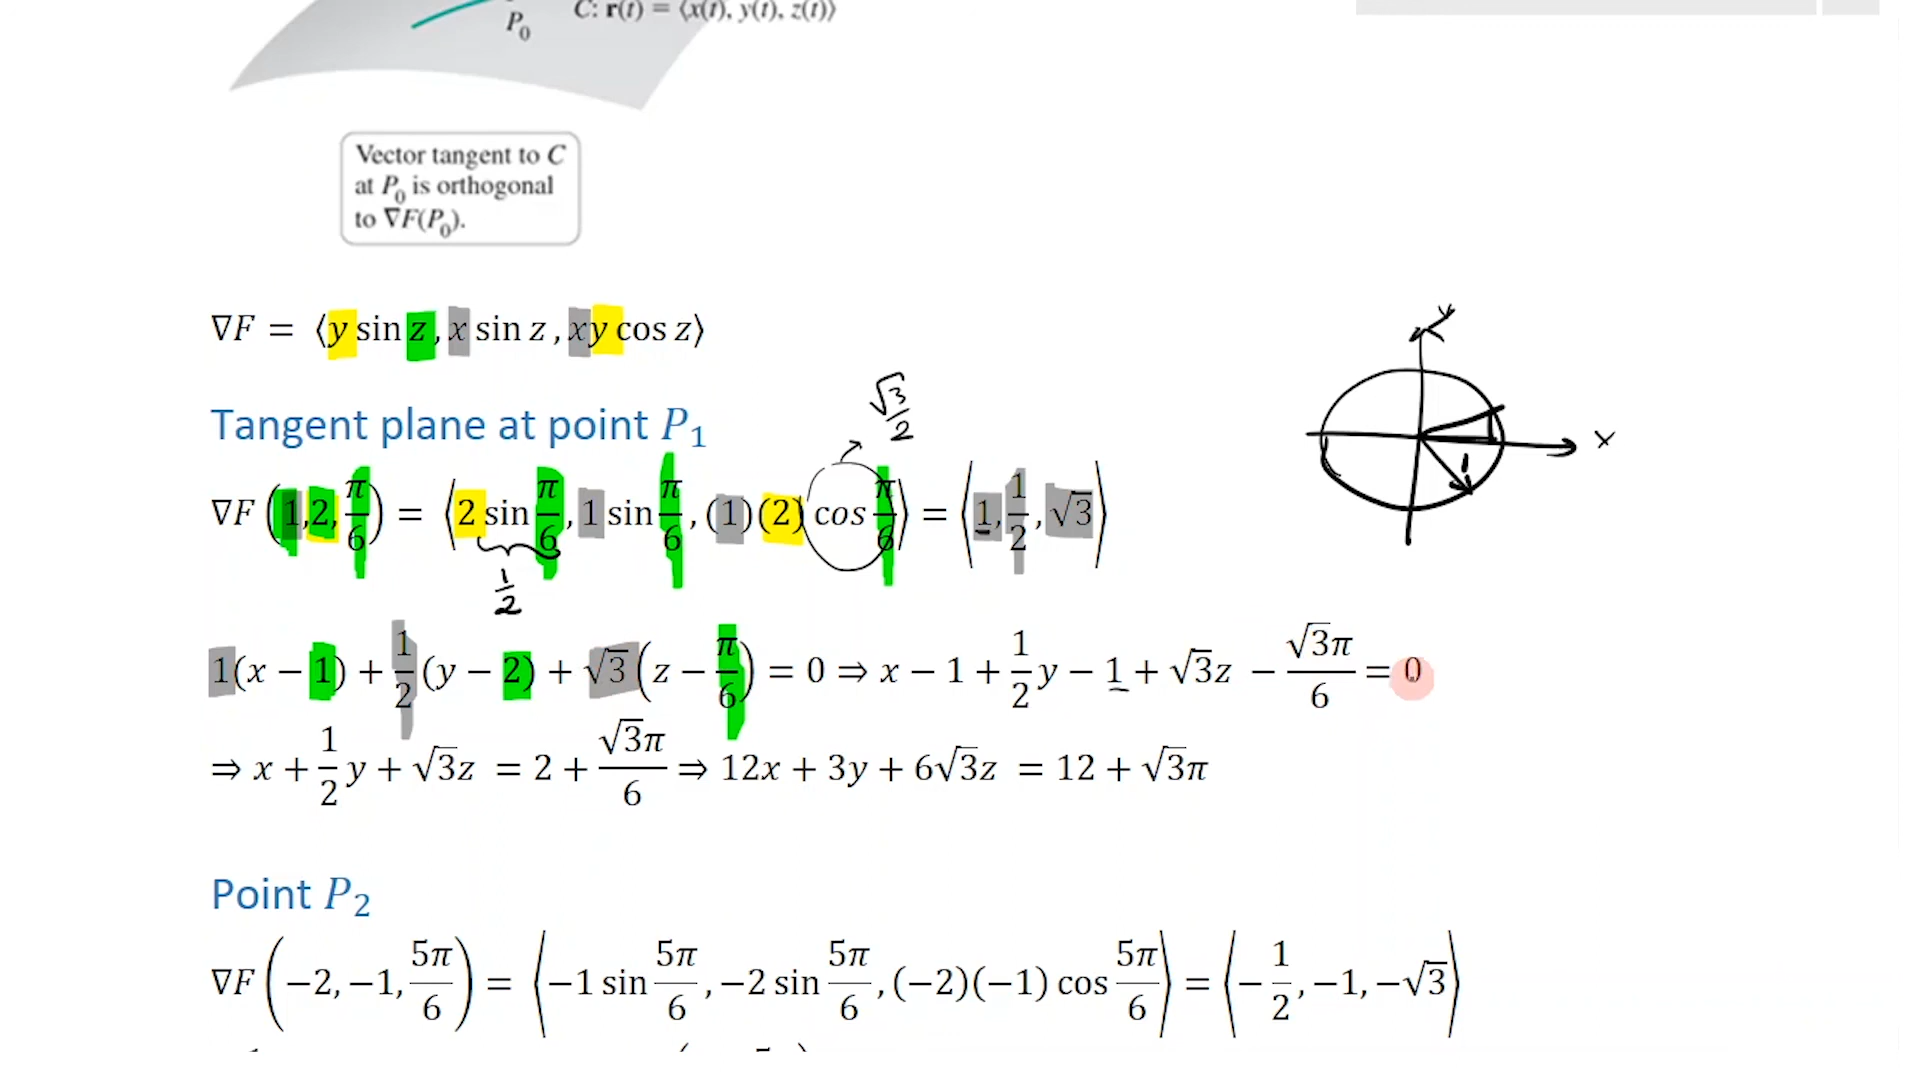 P₀ C: r(t) = ⟨x(t), y(t), z(t)⟩
Vector tangent to C
at P₀ is orthogonal
to ∇F(P₀).
∇F = ⟨y sin z , x sin z , xy cos z⟩
y
x
1
√3/2
Tangent plane at point P₁
∇F (1,2,π/6) = ⟨2 sin π/6, 1 sin π/6, (1)(2) cos π/6⟩ = ⟨1, 1/2, √3⟩
1/2
1(x − 1) + 1/2(y − 2) + √3(z − π/6) = 0 ⇒ x − 1 + 1/2 y − 1 + √3z − √3π/6 = 0
⇒ x + 1/2 y + √3z = 2 + √3π/6 ⇒ 12x + 3y + 6√3z = 12 + √3π
Point P₂
∇F (−2, −1, 5π/6) = ⟨−1 sin 5π/6, −2 sin 5π/6, (−2)(−1) cos 5π/6⟩ = ⟨−1/2, −1, −√3⟩